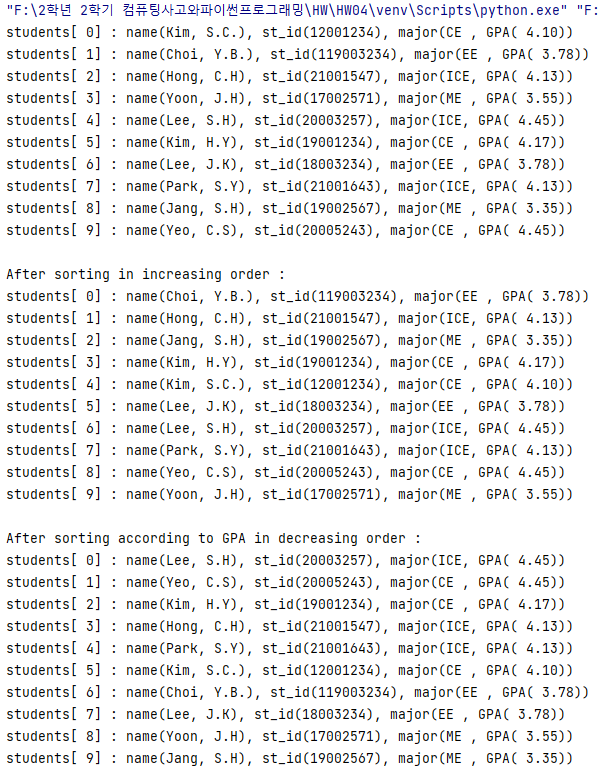 "F:\2학년 2학기 컴퓨팅사고와파이썬프로그래밍\HW\HW04\venv\Scripts\python.exe" "F:
students[ 0] : name(Kim, S.C.), st_id(12001234), major(CE , GPA( 4.10))
students[ 1] : name(Choi, Y.B.), st_id(119003234), major(EE , GPA( 3.78))
students[ 2] : name(Hong, C.H), st_id(21001547), major(ICE, GPA( 4.13))
students[ 3] : name(Yoon, J.H), st_id(17002571), major(ME , GPA( 3.55))
students[ 4] : name(Lee, S.H), st_id(20003257), major(ICE, GPA( 4.45))
students[ 5] : name(Kim, H.Y), st_id(19001234), major(CE , GPA( 4.17))
students[ 6] : name(Lee, J.K), st_id(18003234), major(EE , GPA( 3.78))
students[ 7] : name(Park, S.Y), st_id(21001643), major(ICE, GPA( 4.13))
students[ 8] : name(Jang, S.H), st_id(19002567), major(ME , GPA( 3.35))
students[ 9] : name(Yeo, C.S), st_id(20005243), major(CE , GPA( 4.45))
After sorting in increasing order :
students[ 0] : name(Choi, Y.B.), st_id(119003234), major(EE , GPA( 3.78))
students[ 1] : name(Hong, C.H), st_id(21001547), major(ICE, GPA( 4.13))
students[ 2] : name(Jang, S.H), st_id(19002567), major(ME , GPA( 3.35))
students[ 3] : name(Kim, H.Y), st_id(19001234), major(CE , GPA( 4.17))
students[ 4] : name(Kim, S.C.), st_id(12001234), major(CE , GPA( 4.10))
students[ 5] : name(Lee, J.K), st_id(18003234), major(EE , GPA( 3.78))
students[ 6] : name(Lee, S.H), st_id(20003257), major(ICE, GPA( 4.45))
students[ 7] : name(Park, S.Y), st_id(21001643), major(ICE, GPA( 4.13))
students[ 8] : name(Yeo, C.S), st_id(20005243), major(CE , GPA( 4.45))
students[ 9] : name(Yoon, J.H), st_id(17002571), major(ME , GPA( 3.55))
After sorting according to GPA in decreasing order :
students[ 0] : name(Lee, S.H), st_id(20003257), major(ICE, GPA( 4.45))
students[ 1] : name(Yeo, C.S), st_id(20005243), major(CE , GPA( 4.45))
students[ 2] : name(Kim, H.Y), st_id(19001234), major(CE , GPA( 4.17))
students[ 3] : name(Hong, C.H), st_id(21001547), major(ICE, GPA( 4.13))
students[ 4] : name(Park, S.Y), st_id(21001643), major(ICE, GPA( 4.13))
students[ 5] : name(Kim, S.C.), st_id(12001234), major(CE , GPA( 4.10))
students[ 6] : name(Choi, Y.B.), st_id(119003234), major(EE , GPA( 3.78))
students[ 7] : name(Lee, J.K), st_id(18003234), major(EE , GPA( 3.78))
students[ 8] : name(Yoon, J.H), st_id(17002571), major(ME , GPA( 3.55))
students[ 9] : name(Jang, S.H), st_id(19002567), major(ME , GPA( 3.35))